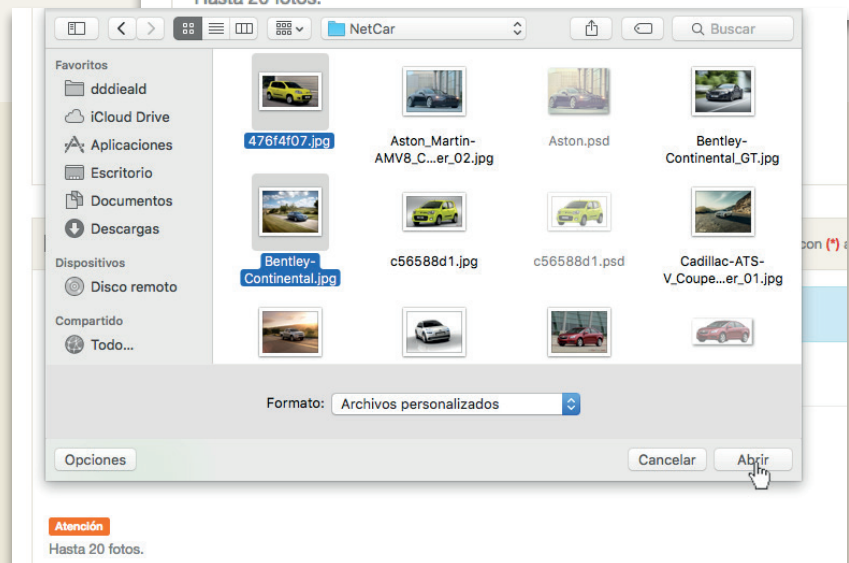 Hasta 20 fotos.
NetCar
Buscar
Favoritos
dddieald
iCloud Drive
Aplicaciones
Escritorio
Documentos
Descargas
Dispositivos
Disco remoto
Compartido
Todo...
476f4f07.jpg
Aston_Martin-
AMV8_C...er_02.jpg
Aston.psd
Bentley-
Continental_GT.jpg
Bentley-
Continental.jpg
c56588d1.jpg
c56588d1.psd
Cadillac-ATS-
V_Coupe...er_01.jpg
con (*) a
Formato: Archivos personalizados
Opciones
Cancelar
Abrir
Atención
Hasta 20 fotos.